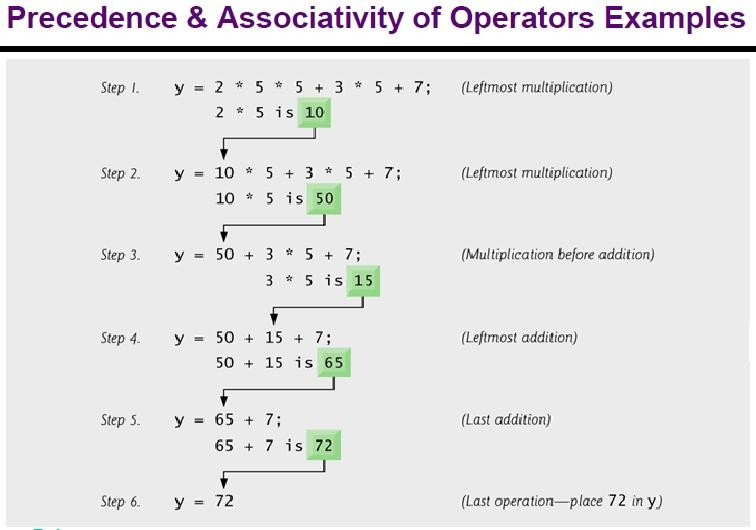 Precedence & Associativity of Operators Examples
Step 1. y = 2 * 5 * 5 + 3 * 5 + 7; (Leftmost multiplication)
2 * 5 is 10
Step 2. y = 10 * 5 + 3 * 5 + 7; (Leftmost multiplication)
10 * 5 is 50
Step 3. y = 50 + 3 * 5 + 7; (Multiplication before addition)
3 * 5 is 15
Step 4. y = 50 + 15 + 7; (Leftmost addition)
50 + 15 is 65
Step 5. y = 65 + 7; (Last addition)
65 + 7 is 72
Step 6. y = 72 (Last operation—place 72 in y)